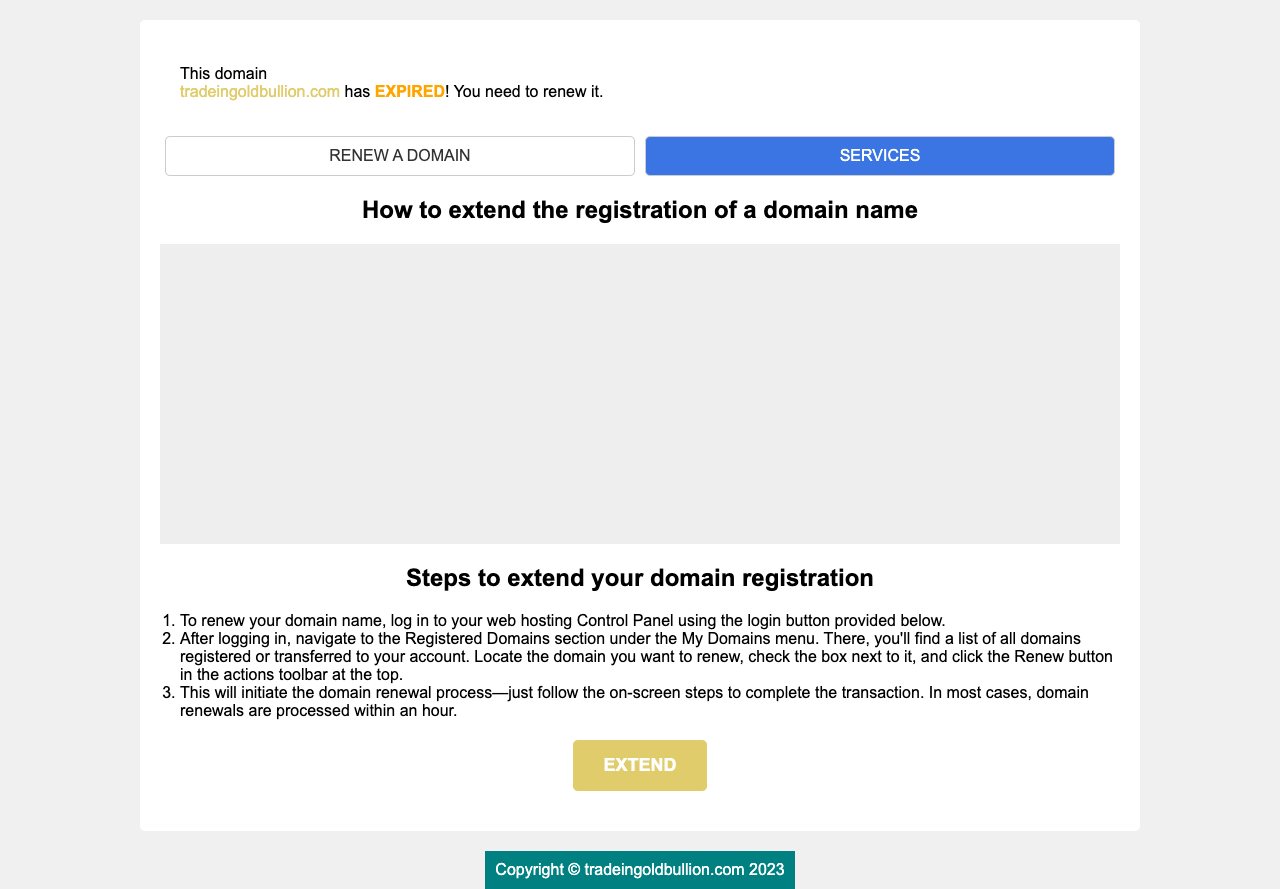 This domain
tradeingoldbullion.com has EXPIRED! You need to renew it.
RENEW A DOMAIN
SERVICES
How to extend the registration of a domain name
Steps to extend your domain registration
1. To renew your domain name, log in to your web hosting Control Panel using the login button provided below.
2. After logging in, navigate to the Registered Domains section under the My Domains menu. There, you'll find a list of all domains
registered or transferred to your account. Locate the domain you want to renew, check the box next to it, and click the Renew button
in the actions toolbar at the top.
3. This will initiate the domain renewal process—just follow the on-screen steps to complete the transaction. In most cases, domain
renewals are processed within an hour.
EXTEND
Copyright © tradeingoldbullion.com 2023